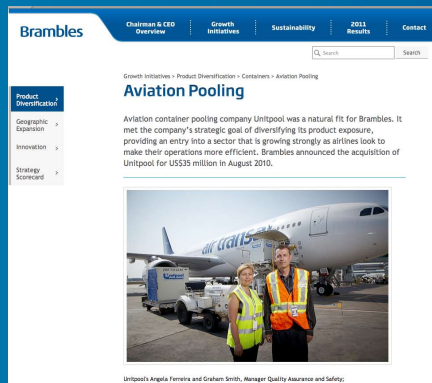 Brambles
Chairman & CEO
Overview
Growth
Initiatives
Sustainability
2011
Results
Contact
Search
Search
Growth Initiatives > Product Diversification > Containers > Aviation Pooling
Aviation Pooling
Product
Diversification >
Geographic
Expansion >
Innovation >
Strategy
Scorecard >
Aviation container pooling company Unitpool was a natural fit for Brambles. It
met the company's strategic goal of diversifying its product exposure,
providing an entry into a sector that is growing strongly as airlines look to
make their operations more efficient. Brambles announced the acquisition of
Unitpool for US$35 million in August 2010.
air transat
Unitpool's Angela Ferreira and Graham Smith, Manager Quality Assurance and Safety;